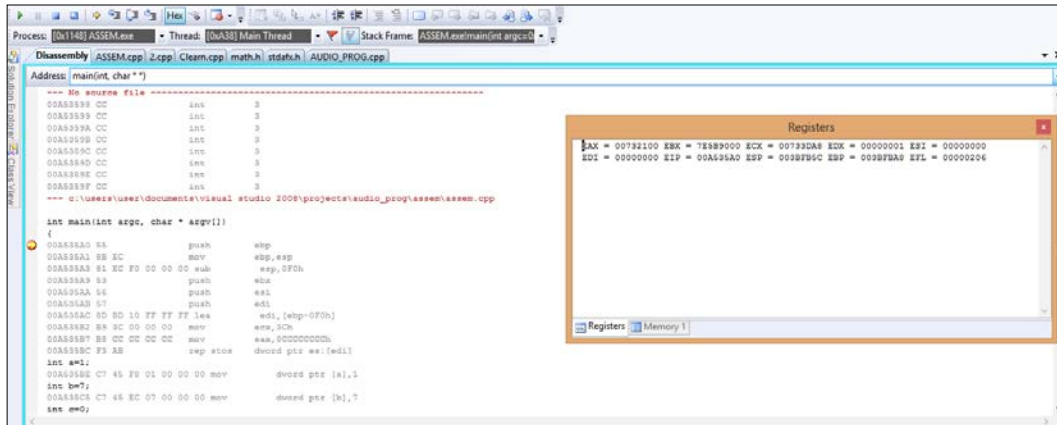 Hex
Process: [0x1148] ASSEM.exe Thread: [0xA38] Main Thread Stack Frame: ASSEM.exe!main(int argc=0
Solution Explorer
Class View
Disassembly ASSEM.cpp 2.cpp Clearn.cpp math.h stdafx.h AUDIO_PROG.cpp
Address: main(int, char * *)
--- No source file ---
00A53598 CC int 3
00A53599 CC int 3
00A5359A CC int 3
00A5359B CC int 3
00A5359C CC int 3
00A5359D CC int 3
00A5359E CC int 3
00A5359F CC int 3
--- c:\users\user\documents\visual studio 2008\projects\audio_prog\assem\assem.cpp
int main(int argc, char * argv[])
{
00A535A0 55 push ebp
00A535A1 8B EC mov ebp,esp
00A535A3 81 EC F0 00 00 00 sub esp,0F0h
00A535A9 53 push ebx
00A535AA 56 push esi
00A535AB 57 push edi
00A535AC 8D BD 10 FF FF FF lea edi,[ebp-0F0h]
00A535B2 B9 3C 00 00 00 mov ecx,3Ch
00A535B7 B8 CC CC CC CC mov eax,0CCCCCCCCh
00A535BC F3 AB rep stos dword ptr es:[edi]
int a=1;
00A535BE C7 45 F8 01 00 00 00 mov dword ptr [a],1
int b=7;
00A535C5 C7 45 EC 07 00 00 00 mov dword ptr [b],7
int c=0;
Registers
EAX = 00732100 EBX = 7E5B9000 ECX = 00733DA8 EDX = 00000001 ESI = 00000000
EDI = 00000000 EIP = 00A535A0 ESP = 003BFB5C EBP = 003BFBA8 EFL = 00000206
Registers Memory 1